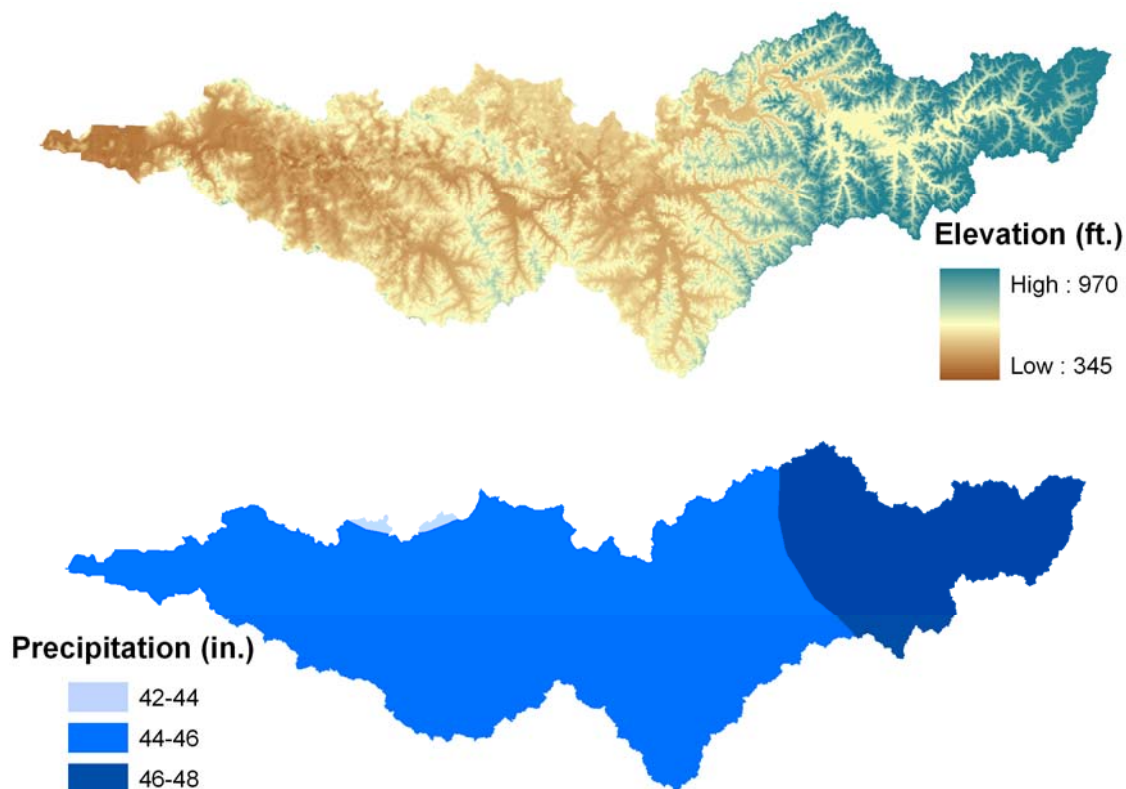 Elevation (ft.)
High : 970
Low : 345
Precipitation (in.)
42-44
44-46
46-48